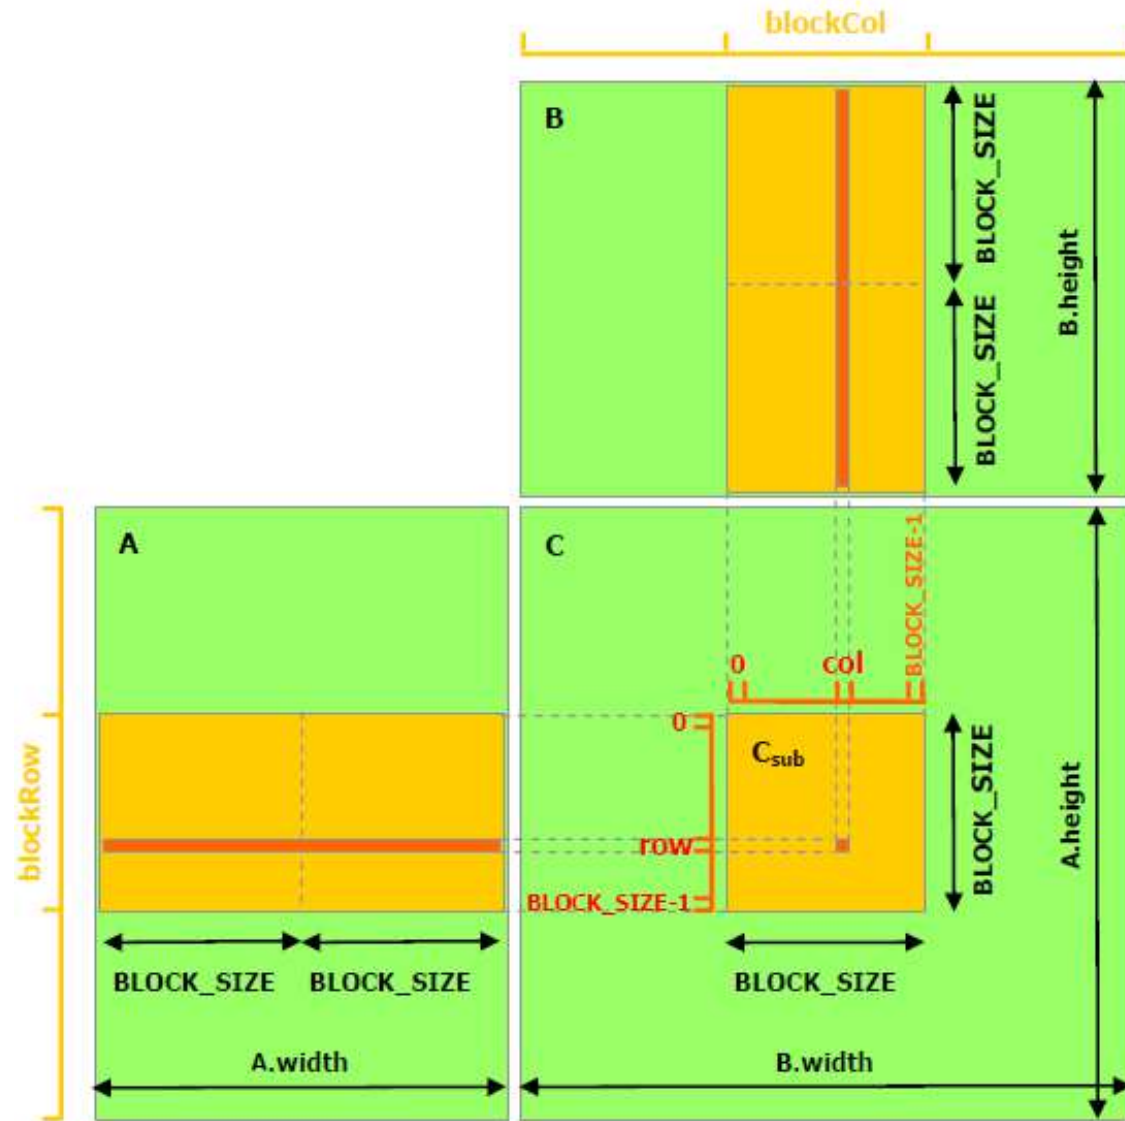 blockCol
B
BLOCK_SIZE
BLOCK_SIZE
B.height
A
C
BLOCK_SIZE-1
0
col
0
Csub
row
BLOCK_SIZE-1
BLOCK_SIZE
A.height
blockRow
BLOCK_SIZE
BLOCK_SIZE
BLOCK_SIZE
A.width
B.width